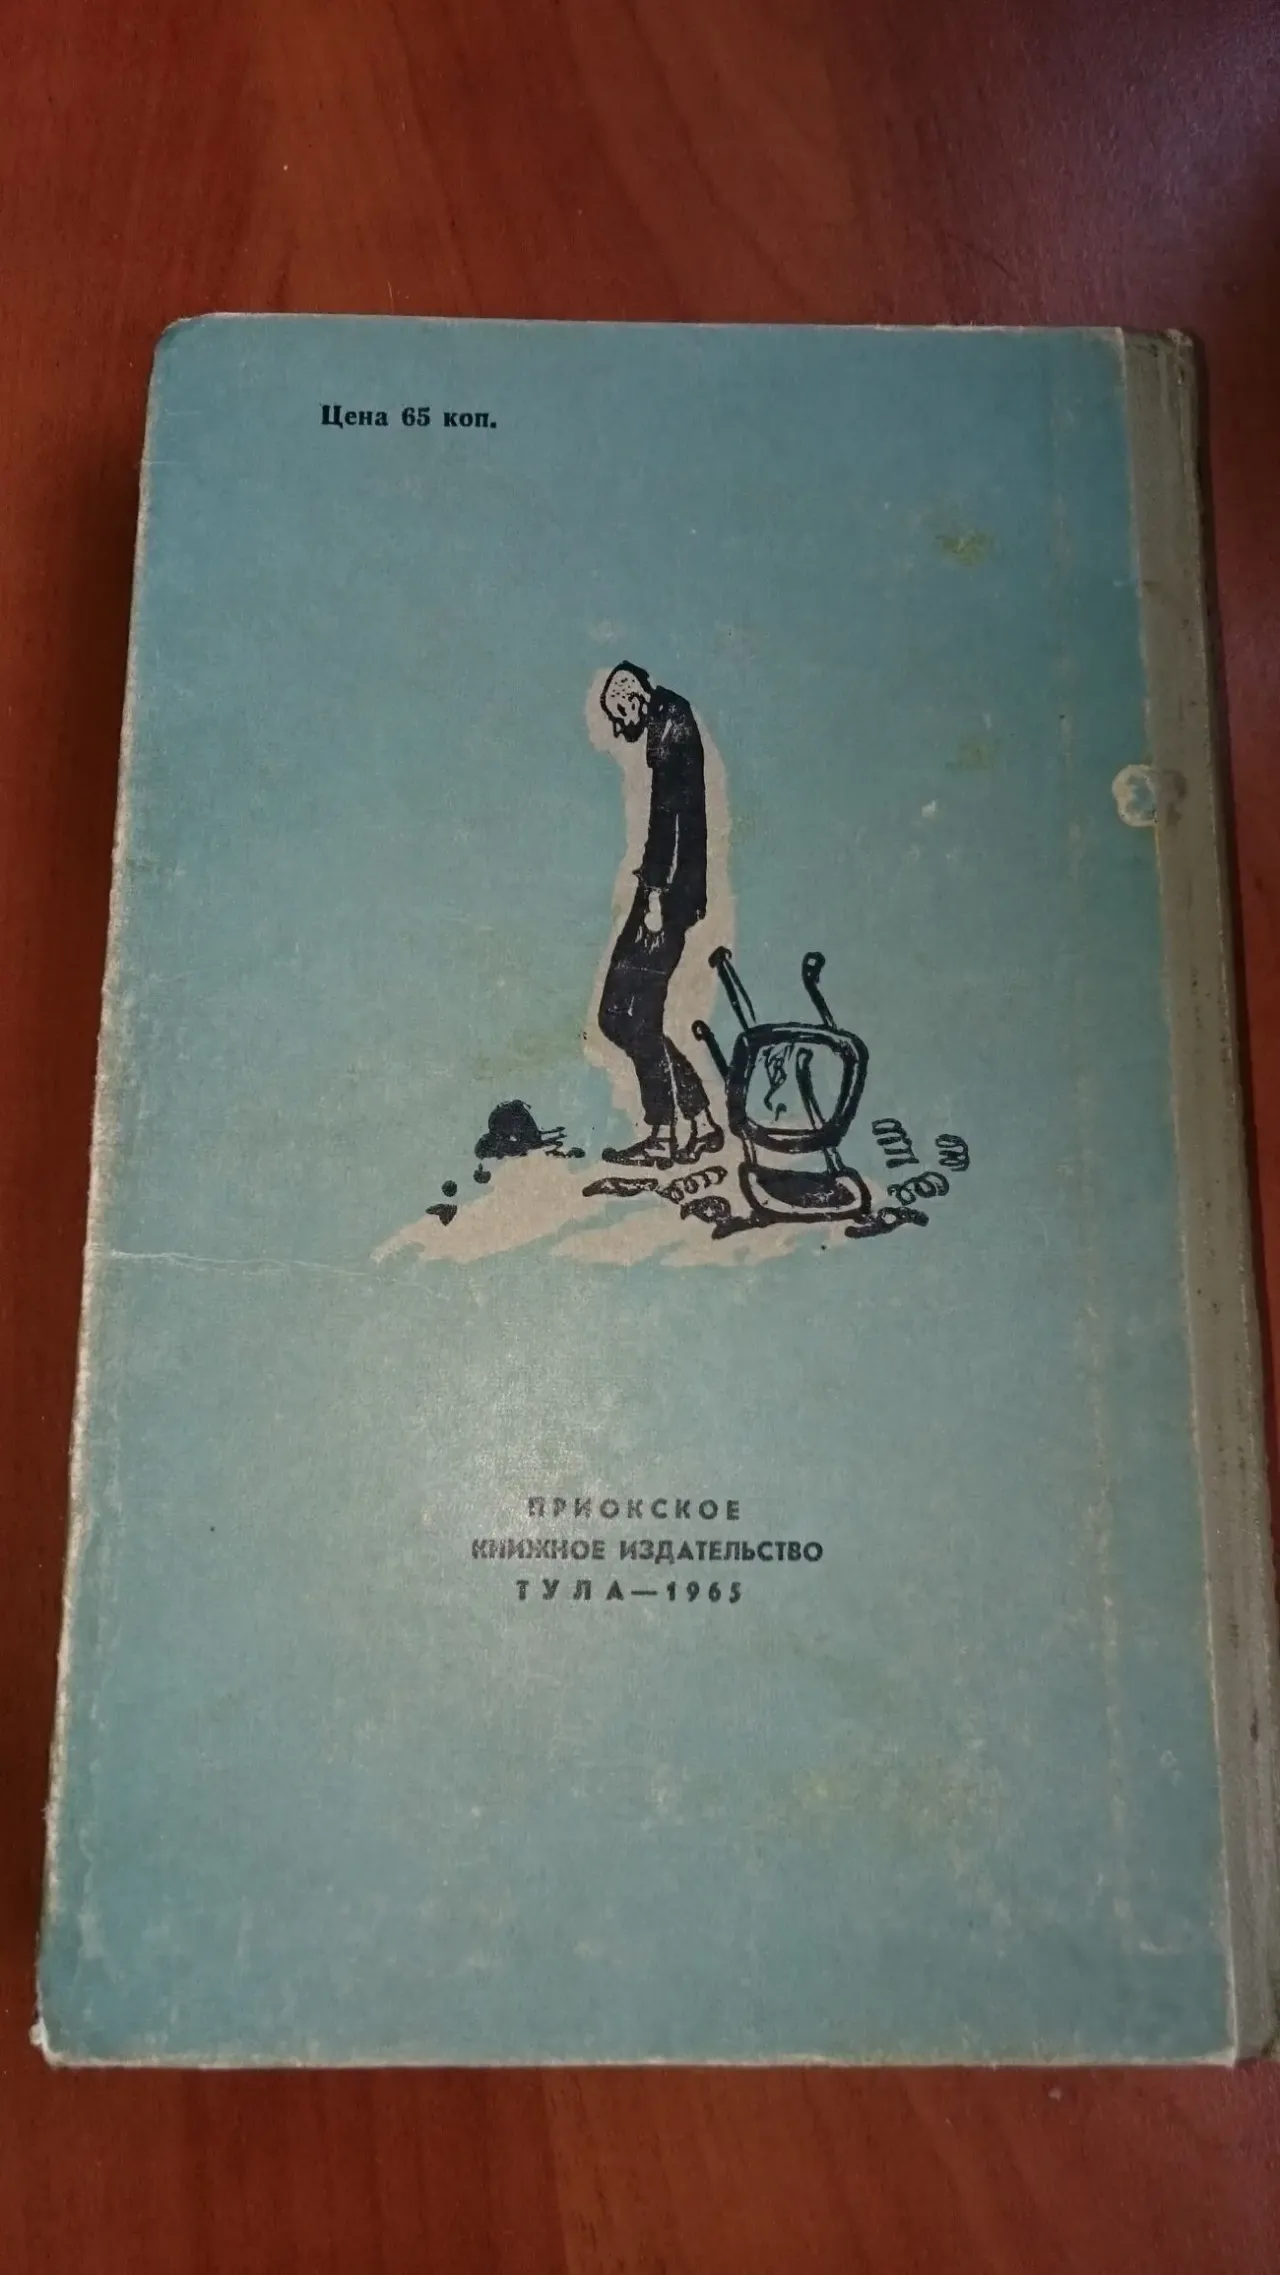 Цена 65 коп.
ПРИОКСКОЕ
КНИЖНОЕ ИЗДАТЕЛЬСТВО
ТУЛА—1965